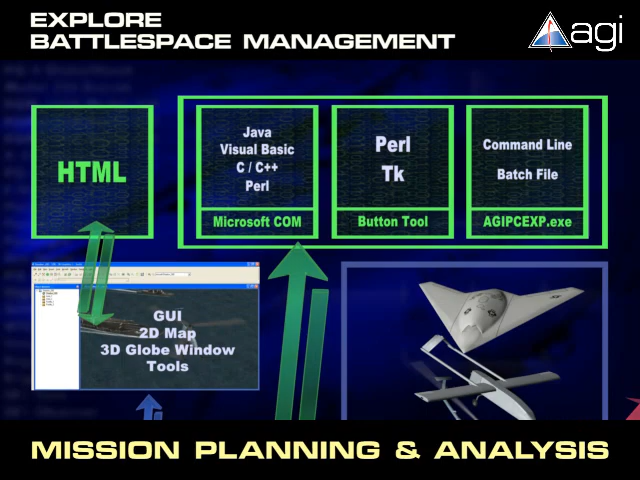 EXPLORE
BATTLESPACE MANAGEMENT
agi
HTML
Java
Visual Basic
C / C++
Perl
Microsoft COM
Perl
Tk
Button Tool
Command Line
Batch File
AGIPCEXP.exe
GUI
2D Map
3D Globe Window
Tools
MISSION PLANNING & ANALYSIS